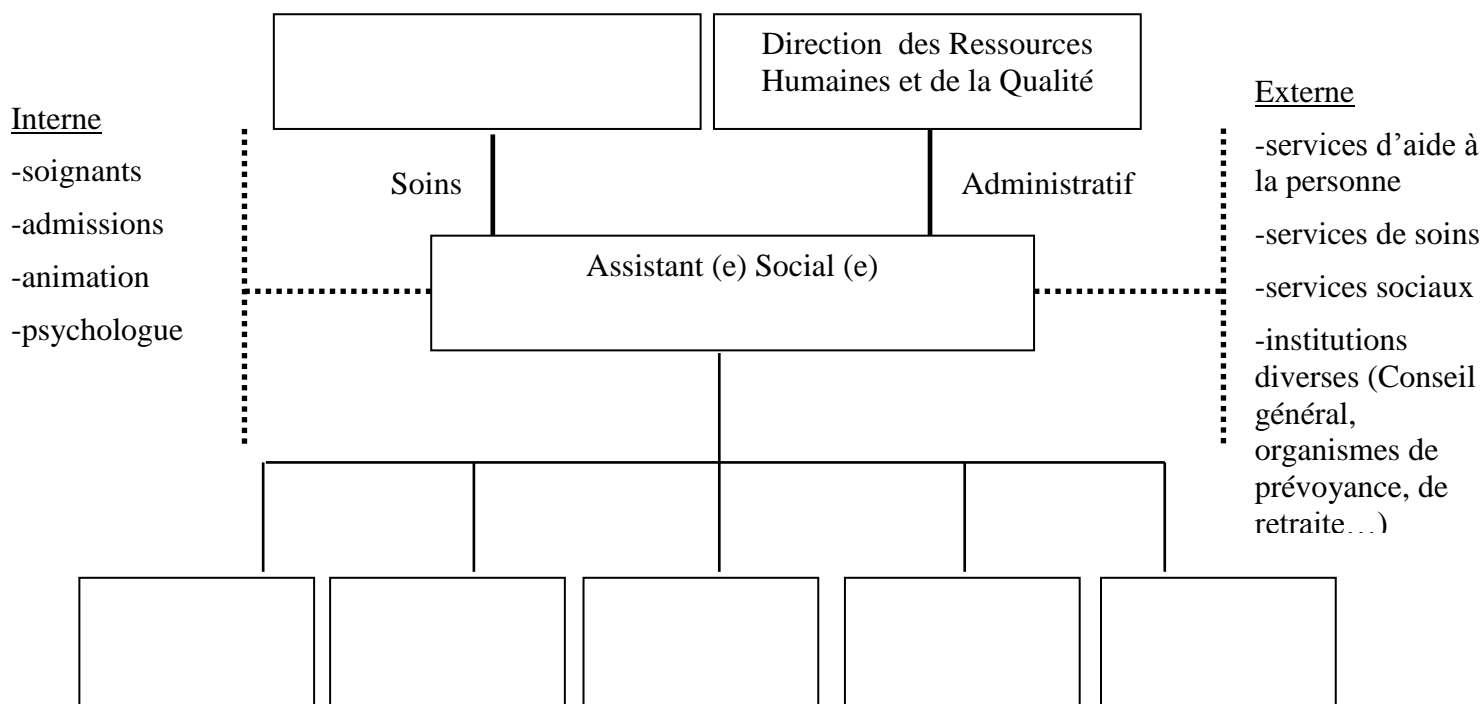 Direction des Ressources
Humaines et de la Qualité
Interne
-soignants
-admissions
-animation
-psychologue
Soins
Administratif
Assistant (e) Social (e)
Externe
-services d’aide à
la personne
-services de soins
-services sociaux
-institutions
diverses (Conseil
général,
organismes de
prévoyance, de
retraite…)